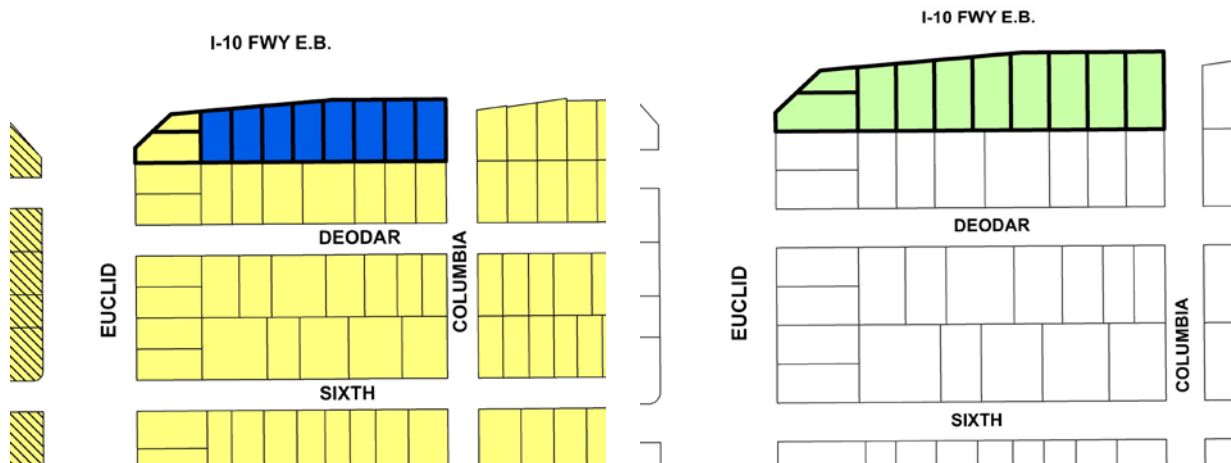 I-10 FWY E.B.
DEODAR
EUCLID
COLUMBIA
SIXTH
I-10 FWY E.B.
DEODAR
EUCLID
COLUMBIA
SIXTH